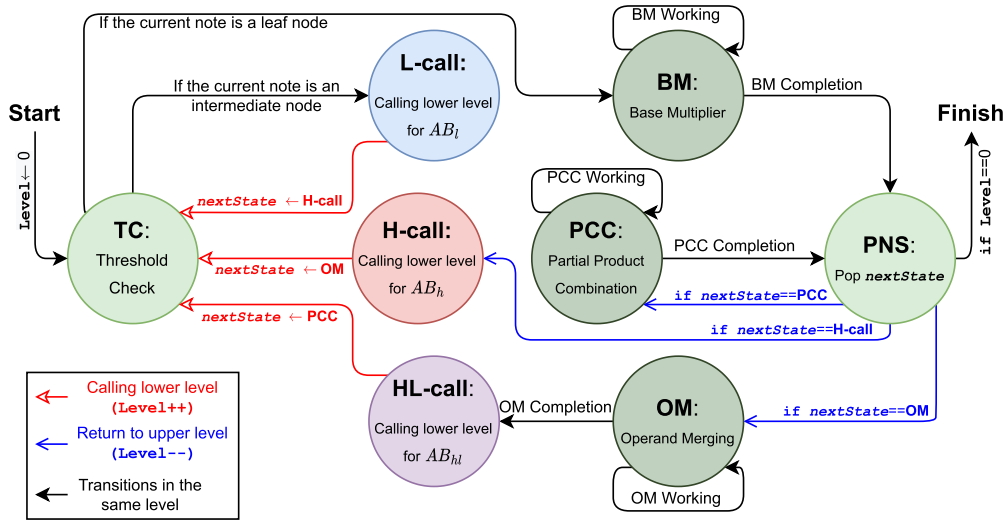 If the current note is a leaf node
BM Working
L-call:
Calling lower level
for AB_l
BM:
Base Multiplier
BM Completion
If the current note is an
intermediate node
Start
Finish
Level← 0
if Level==0
PCC Working
nextState ← H-call
TC:
Threshold
Check
H-call:
Calling lower level
for AB_h
PCC:
Partial Product
Combination
PCC Completion
PNS:
Pop nextState
nextState ← OM
if nextState==PCC
nextState ← PCC
if nextState==H-call
HL-call:
Calling lower level
for AB_hl
OM Completion
OM:
Operand Merging
if nextState==OM
OM Working
Calling lower level
(Level++)
Return to upper level
(Level--)
Transitions in the
same level